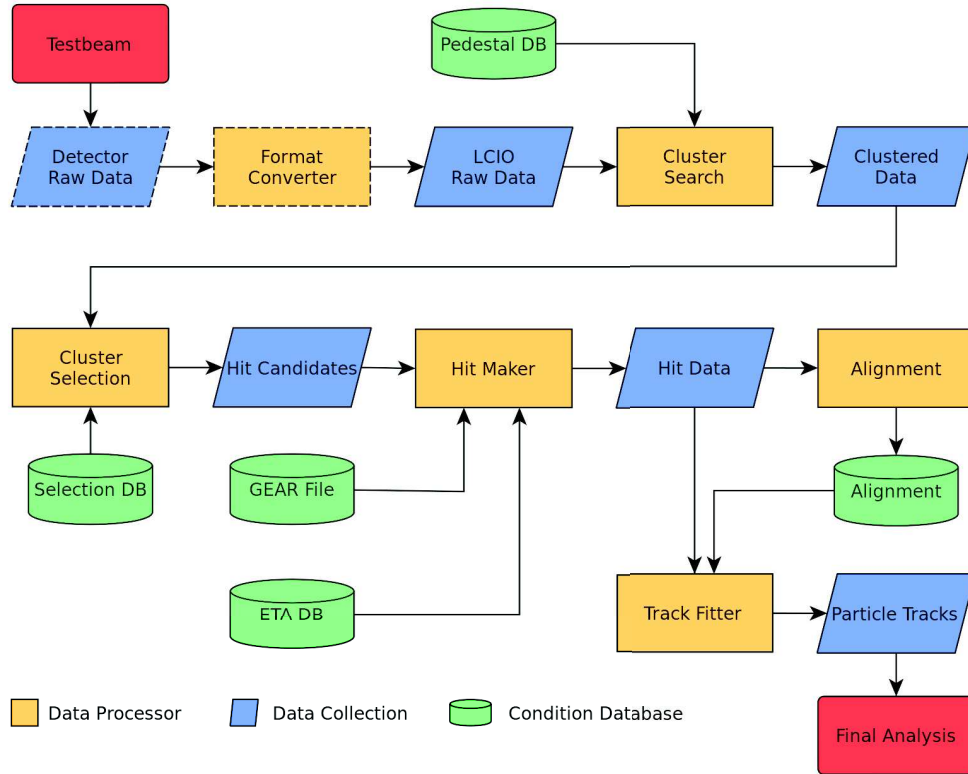 Testbeam
Pedestal DB
Detector
Raw Data
Format
Converter
LCIO
Raw Data
Cluster
Search
Clustered
Data
Cluster
Selection
Hit Candidates
Hit Maker
Hit Data
Alignment
Selection DB
GEAR File
Alignment
ETA DB
Track Fitter
Particle Tracks
Data Processor
Data Collection
Condition Database
Final Analysis